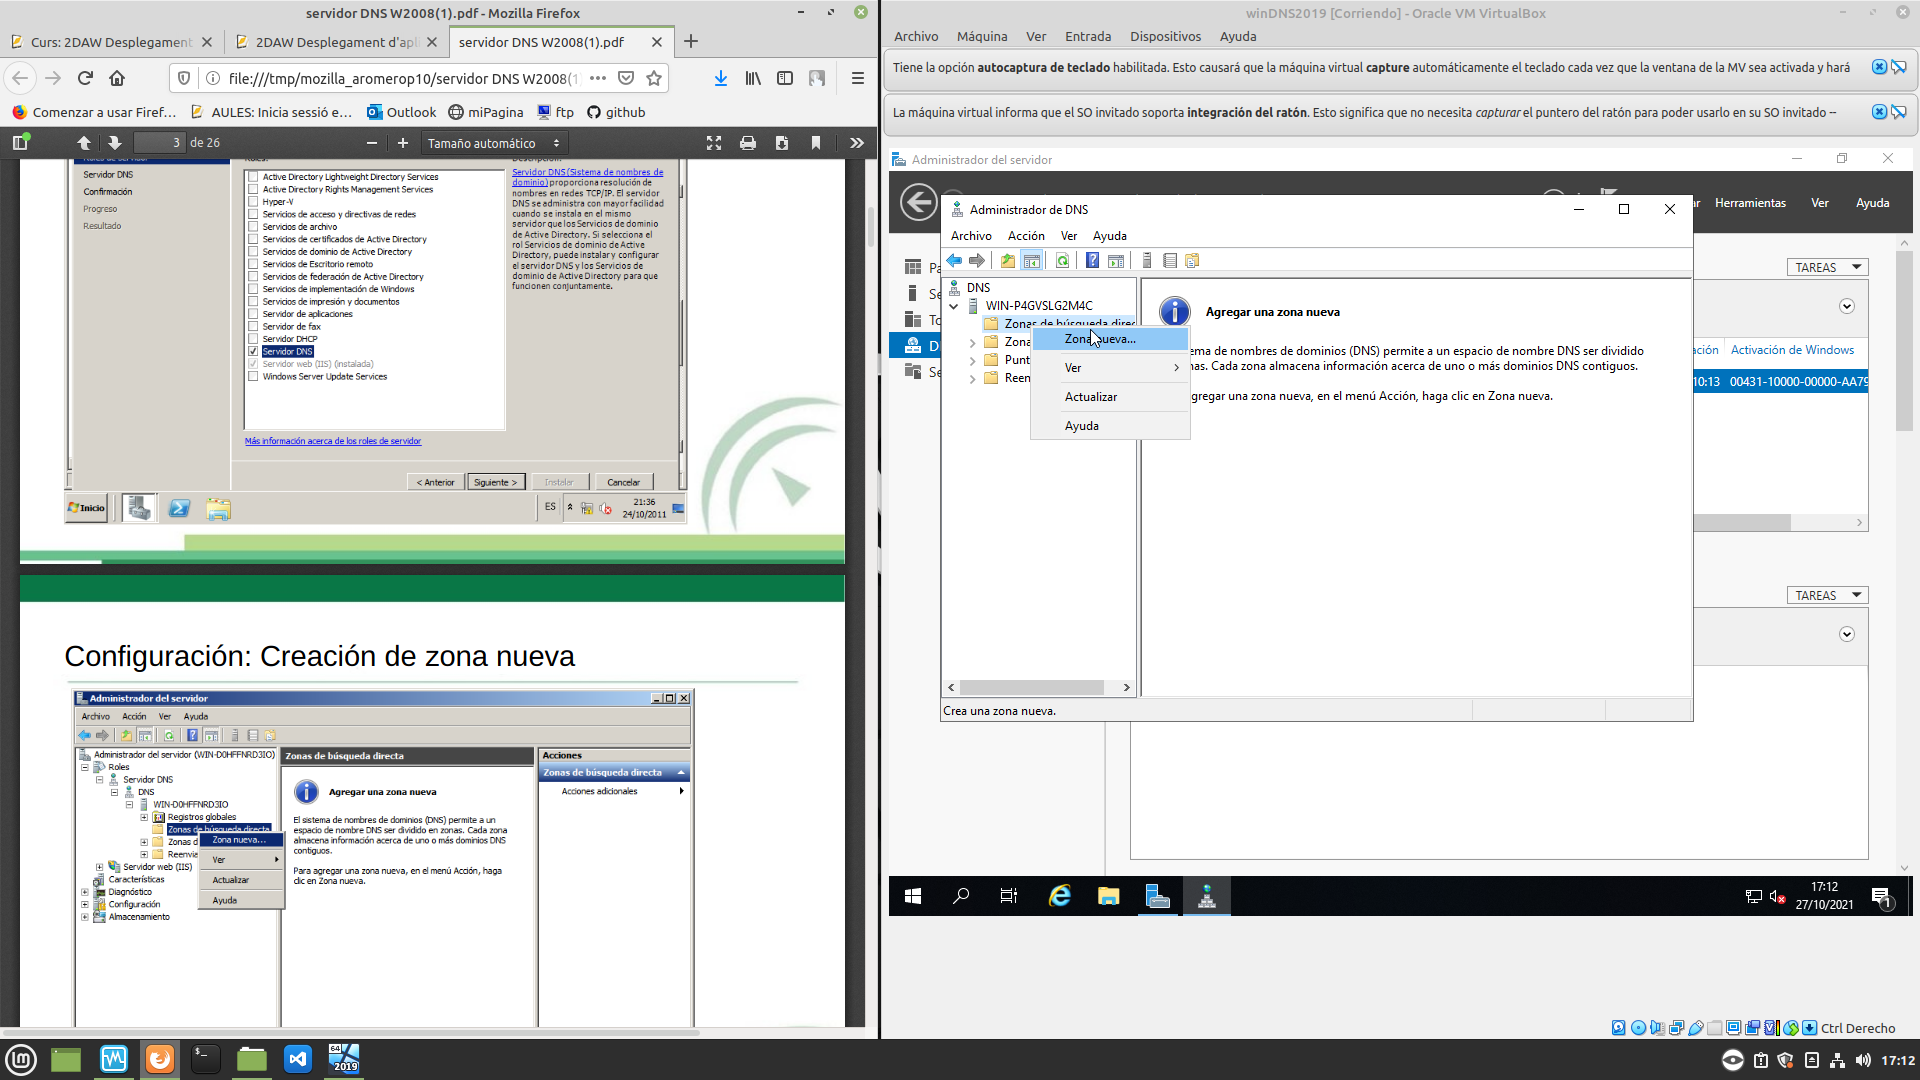 servidor DNS W2008(1).pdf - Mozilla Firefox
Curs: 2DAW Desplegament
2DAW Desplegament d'apl
servidor DNS W2008(1).pdf
file:///tmp/mozilla_aromerop10/servidor DNS W2008(1)
Comenzar a usar Firef…
AULES: Inicia sessió e…
Outlook
miPagina
ftp
github
3 de 26
Tamaño automático
Servidor DNS
Confirmación
Progreso
Resultado
Active Directory Lightweight Directory Services
Active Directory Rights Management Services
Hyper-V
Servicios de acceso y directivas de redes
Servicios de archivo
Servicios de certificados de Active Directory
Servicios de dominio de Active Directory
Servicios de Escritorio remoto
Servicios de federación de Active Directory
Servicios de implementación de Windows
Servicios de impresión y documentos
Servidor de aplicaciones
Servidor de fax
Servidor DHCP
Servidor DNS
Servidor web (IIS) (instalada)
Windows Server Update Services
Más información acerca de los roles de servidor
Servidor DNS (Sistema de nombres de
dominio) proporciona resolución de
nombres en redes TCP/IP. El servidor
DNS se administra con mayor facilidad
cuando se instala en el mismo
servidor que los Servicios de dominio
de Active Directory. Si selecciona el
rol Servicios de dominio de Active
Directory, puede instalar y configurar
el servidor DNS y los Servicios de
dominio de Active Directory para que
funcionen conjuntamente.
< Anterior
Siguiente >
Instalar
Cancelar
Inicio
ES
21:36
24/10/2011
Configuración: Creación de zona nueva
Administrador del servidor
Archivo Acción Ver Ayuda
Administrador del servidor (WIN-D0HFFNRD3IO)
Roles
Servidor DNS
DNS
WIN-D0HFFNRD3IO
Registros globales
Zonas de búsqueda directa
Zonas d
Reenvia
Servidor web (IIS)
Características
Diagnóstico
Configuración
Almacenamiento
Zona nueva...
Ver
Actualizar
Ayuda
Zonas de búsqueda directa
Agregar una zona nueva
El sistema de nombres de dominios (DNS) permite a un
espacio de nombre DNS ser dividido en zonas. Cada zona
almacena información acerca de uno o más dominios DNS
contiguos.
Para agregar una zona nueva, en el menú Acción, haga
clic en Zona nueva.
Acciones
Zonas de búsqueda directa
Acciones adicionales
winDNS2019 [Corriendo] - Oracle VM VirtualBox
Archivo Máquina Ver Entrada Dispositivos Ayuda
Tiene la opción autocaptura de teclado habilitada. Esto causará que la máquina virtual capture automáticamente el teclado cada vez que la ventana de la MV sea activada y hará
La máquina virtual informa que el SO invitado soporta integración del ratón. Esto significa que no necesita capturar el puntero del ratón para poder usarlo en su SO invitado --
Administrador del servidor
ar Herramientas Ver Ayuda
Administrador de DNS
Archivo Acción Ver Ayuda
DNS
WIN-P4GVSLG2M4C
Zonas de búsqueda direc
Zona
Punt
Reen
Zona nueva...
Ver
Actualizar
Ayuda
Agregar una zona nueva
ema de nombres de dominios (DNS) permite a un espacio de nombre DNS ser dividido
nas. Cada zona almacena información acerca de uno o más dominios DNS contiguos.
gregar una zona nueva, en el menú Acción, haga clic en Zona nueva.
Crea una zona nueva.
Pa
Se
To
D
Se
TAREAS
ación Activación de Windows
10:13 00431-10000-00000-AA79
TAREAS
17:12
27/10/2021
1
Ctrl Derecho
64
2019
17:12